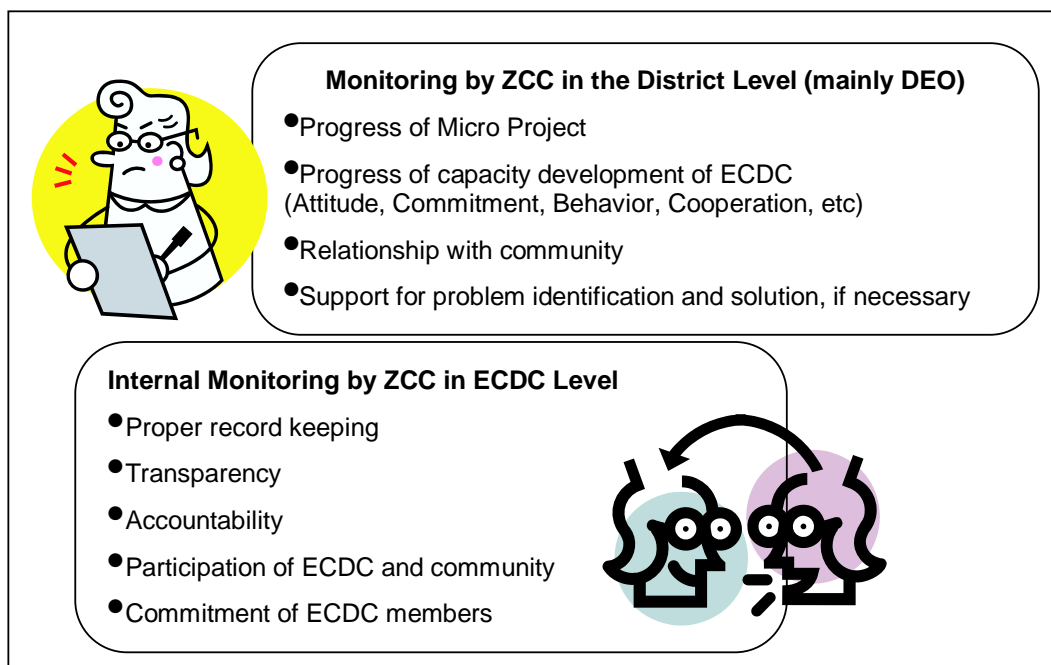 Monitoring by ZCC in the District Level (mainly DEO)
●Progress of Micro Project
●Progress of capacity development of ECDC
(Attitude, Commitment, Behavior, Cooperation, etc)
●Relationship with community
●Support for problem identification and solution, if necessary
Internal Monitoring by ZCC in ECDC Level
●Proper record keeping
●Transparency
●Accountability
●Participation of ECDC and community
●Commitment of ECDC members